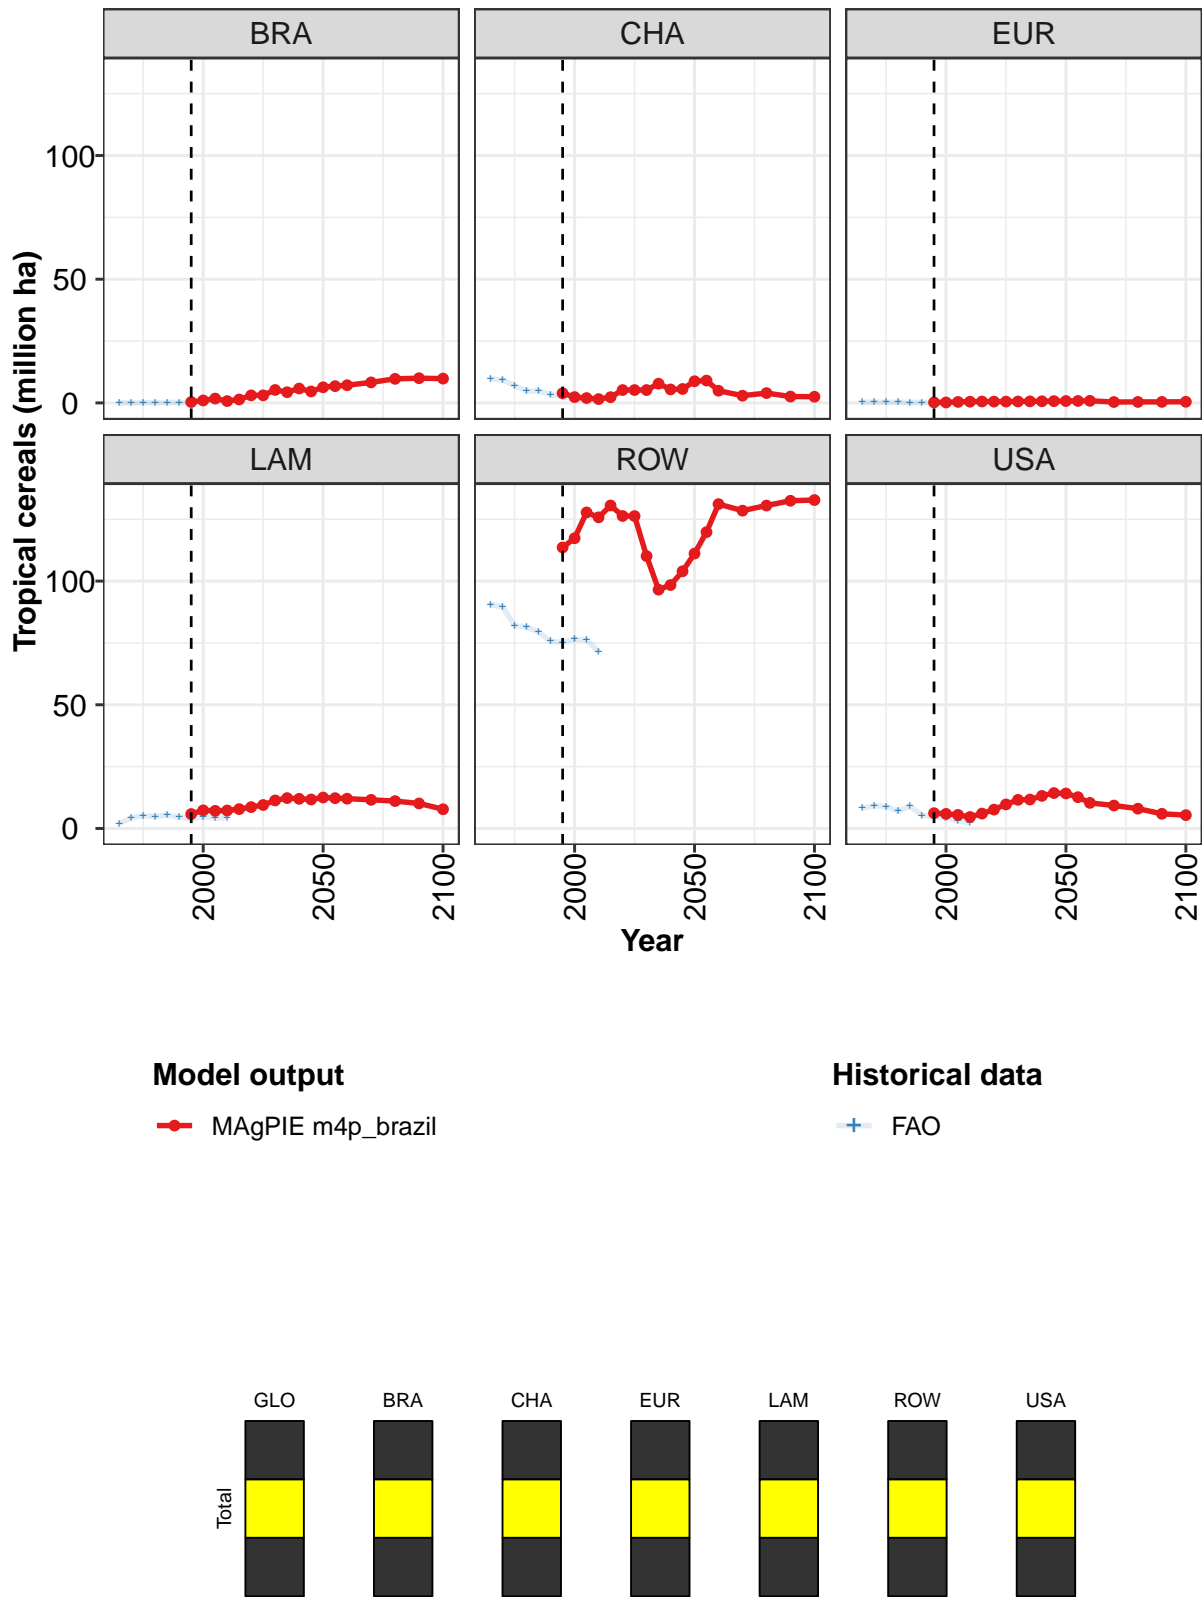 BRA CHA EUR
100
50
0
Tropical cereals (million ha)
LAM ROW USA
100
50
0
2000 2050 2100 2000 2050 2100 2000 2050 2100
Year
Model output Historical data
MAgPIE m4p_brazil FAO
GLO BRA CHA EUR LAM ROW USA
Total